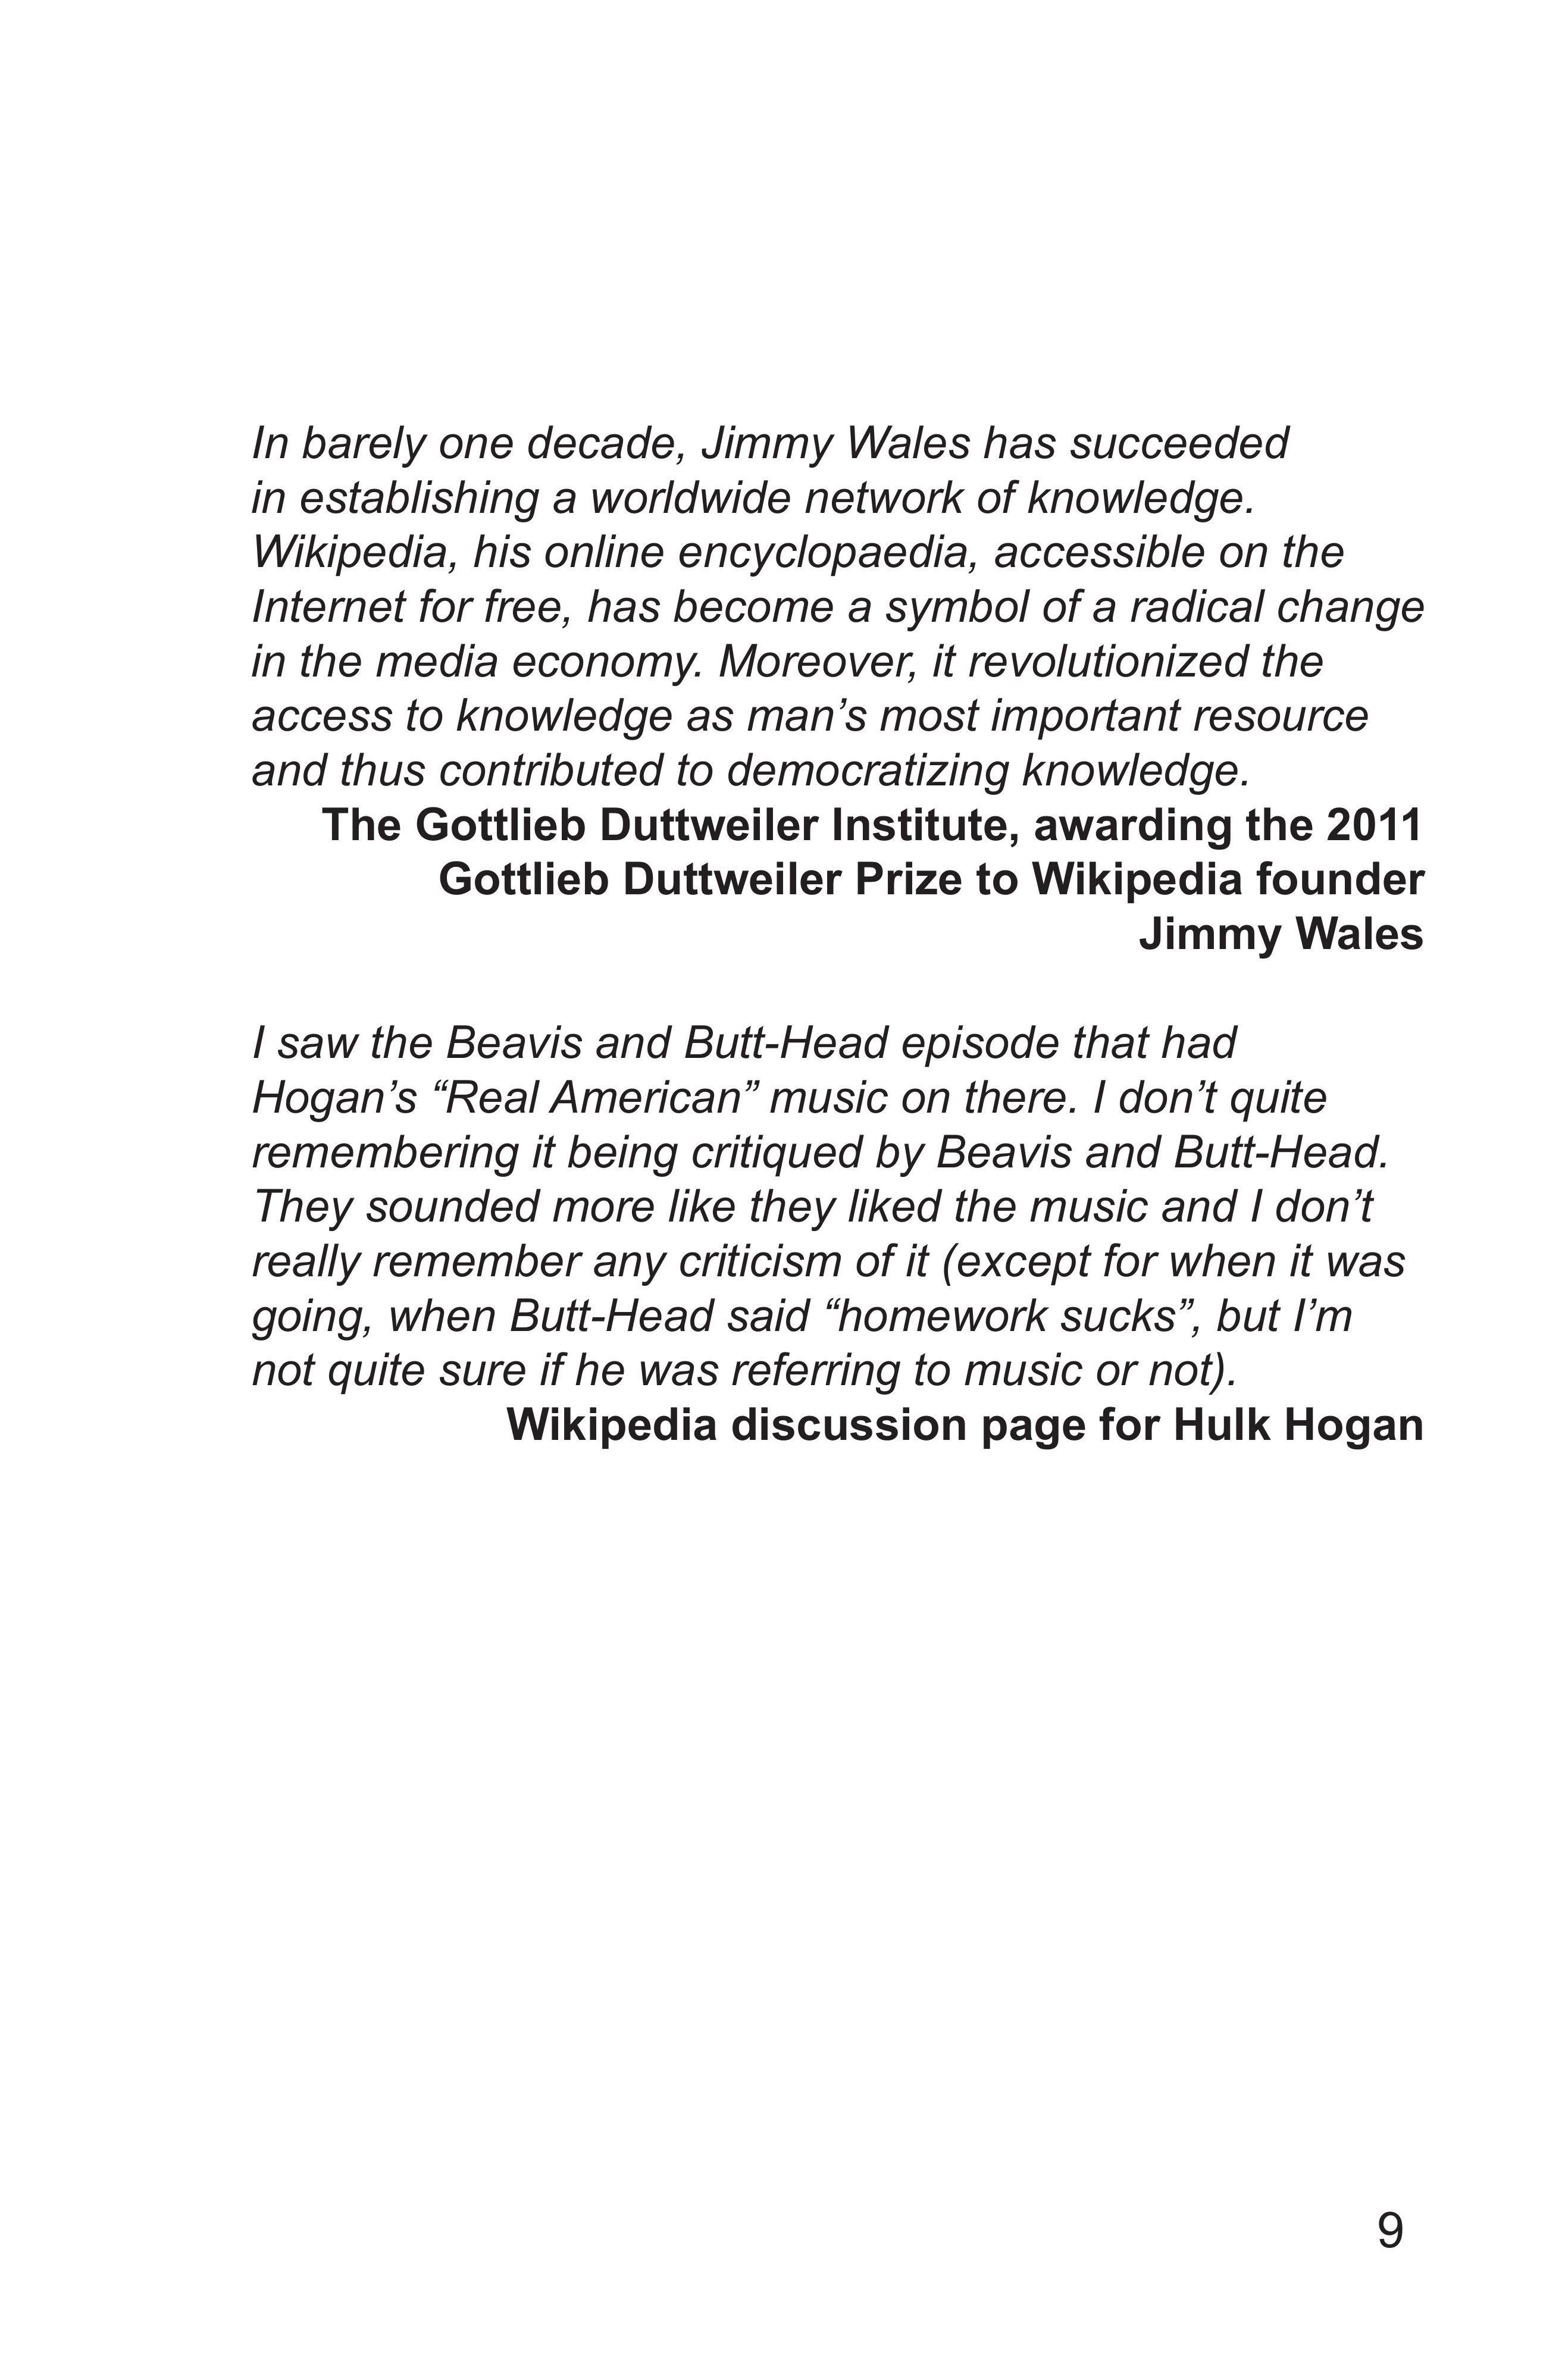 In barely one decade, Jimmy Wales has succeeded
in establishing a worldwide network of knowledge.
Wikipedia, his online encyclopaedia, accessible on the
Internet for free, has become a symbol of a radical change
in the media economy. Moreover, it revolutionized the
access to knowledge as man’s most important resource
and thus contributed to democratizing knowledge.
The Gottlieb Duttweiler Institute, awarding the 2011
Gottlieb Duttweiler Prize to Wikipedia founder
Jimmy Wales
I saw the Beavis and Butt-Head episode that had
Hogan’s “Real American” music on there. I don’t quite
remembering it being critiqued by Beavis and Butt-Head.
They sounded more like they liked the music and I don’t
really remember any criticism of it (except for when it was
going, when Butt-Head said “homework sucks”, but I’m
not quite sure if he was referring to music or not).
Wikipedia discussion page for Hulk Hogan
9